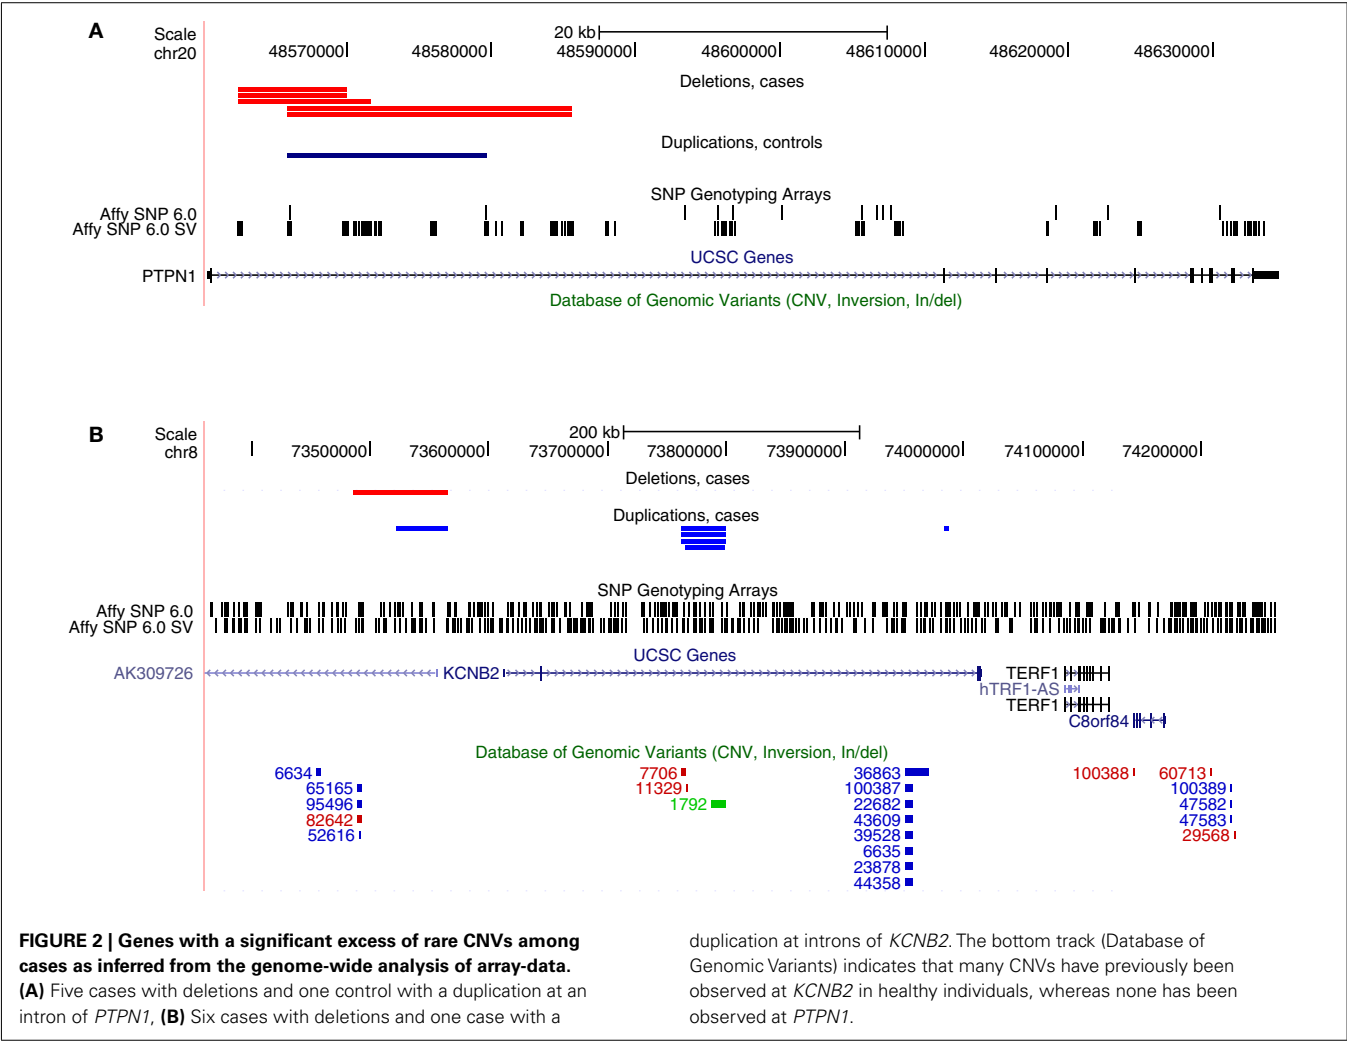 A
Scale
20 kb
chr20
48570000
48580000
48590000
48600000
48610000
48620000
48630000
Deletions, cases
Duplications, controls
SNP Genotyping Arrays
Affy SNP 6.0
Affy SNP 6.0 SV
UCSC Genes
PTPN1
Database of Genomic Variants (CNV, Inversion, In/del)
B
Scale
200 kb
chr8
73500000
73600000
73700000
73800000
73900000
74000000
74100000
74200000
Deletions, cases
Duplications, cases
SNP Genotyping Arrays
Affy SNP 6.0
Affy SNP 6.0 SV
UCSC Genes
AK309726
KCNB2
TERF1
hTRF1-AS
TERF1
C8orf84
Database of Genomic Variants (CNV, Inversion, In/del)
6634
7706
36863
100388
60713
65165
11329
100387
100389
95496
1792
22682
47582
82642
43609
47583
52616
39528
29568
6635
23878
44358
FIGURE 2 | Genes with a significant excess of rare CNVs among
cases as inferred from the genome-wide analysis of array-data.
(A) Five cases with deletions and one control with a duplication at an
intron of PTPN1, (B) Six cases with deletions and one case with a
duplication at introns of KCNB2. The bottom track (Database of
Genomic Variants) indicates that many CNVs have previously been
observed at KCNB2 in healthy individuals, whereas none has been
observed at PTPN1.